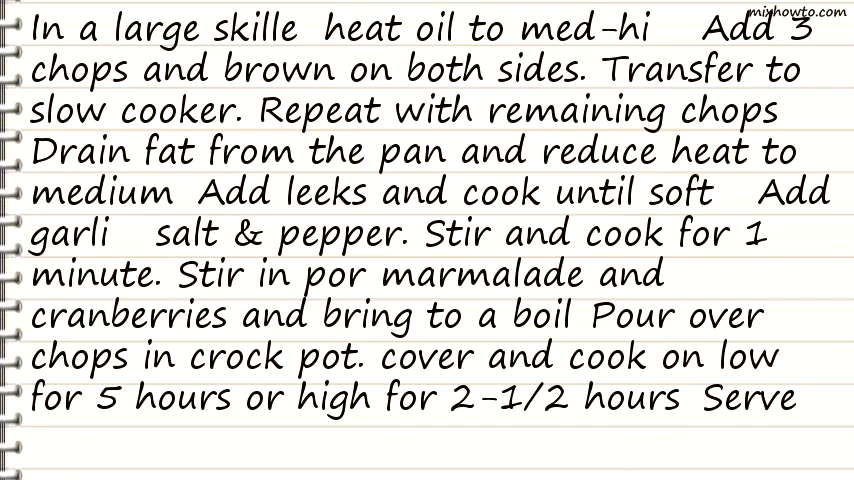 mixhowto.com
In a large skille heat oil to med-hi Add 3
chops and brown on both sides. Transfer to
slow cooker. Repeat with remaining chops
Drain fat from the pan and reduce heat to
medium Add leeks and cook until soft Add
garli salt & pepper. Stir and cook for 1
minute. Stir in por marmalade and
cranberries and bring to a boil Pour over
chops in crock pot. cover and cook on low
for 5 hours or high for 2-1/2 hours Serve